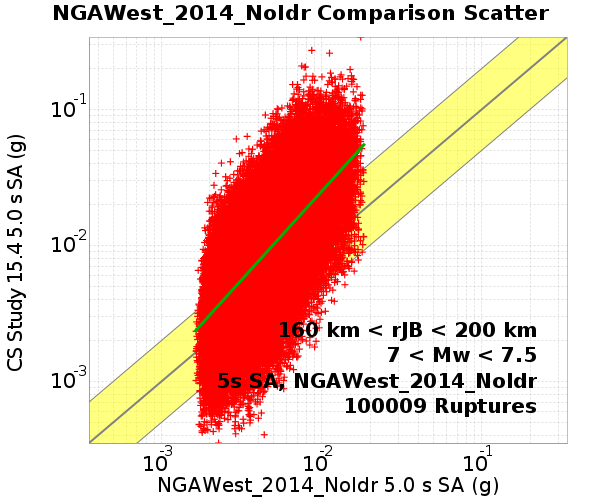 NGAWest_2014_NoIdr Comparison Scatter
CS Study 15.4 5.0 s SA (g)
10-1
10-2
10-3
160 km < rJB < 200 km
7 < Mw < 7.5
5s SA, NGAWest_2014_NoIdr
100009 Ruptures
10-3 10-2 10-1
NGAWest_2014_NoIdr 5.0 s SA (g)